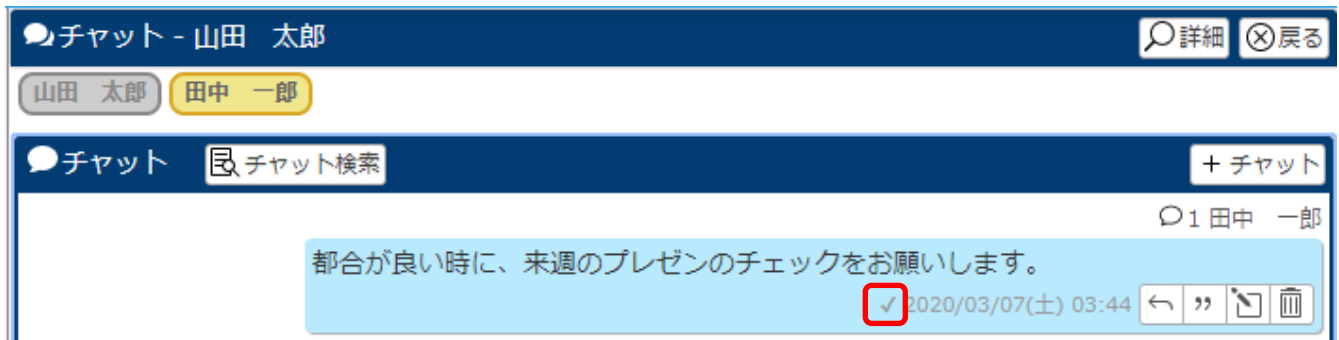 チャット - 山田　太郎 詳細 戻る
山田　太郎 田中　一郎
チャット チャット検索 + チャット
1 田中　一郎
都合が良い時に、来週のプレゼンのチェックをお願いします。
✓ 2020/03/07(土) 03:44